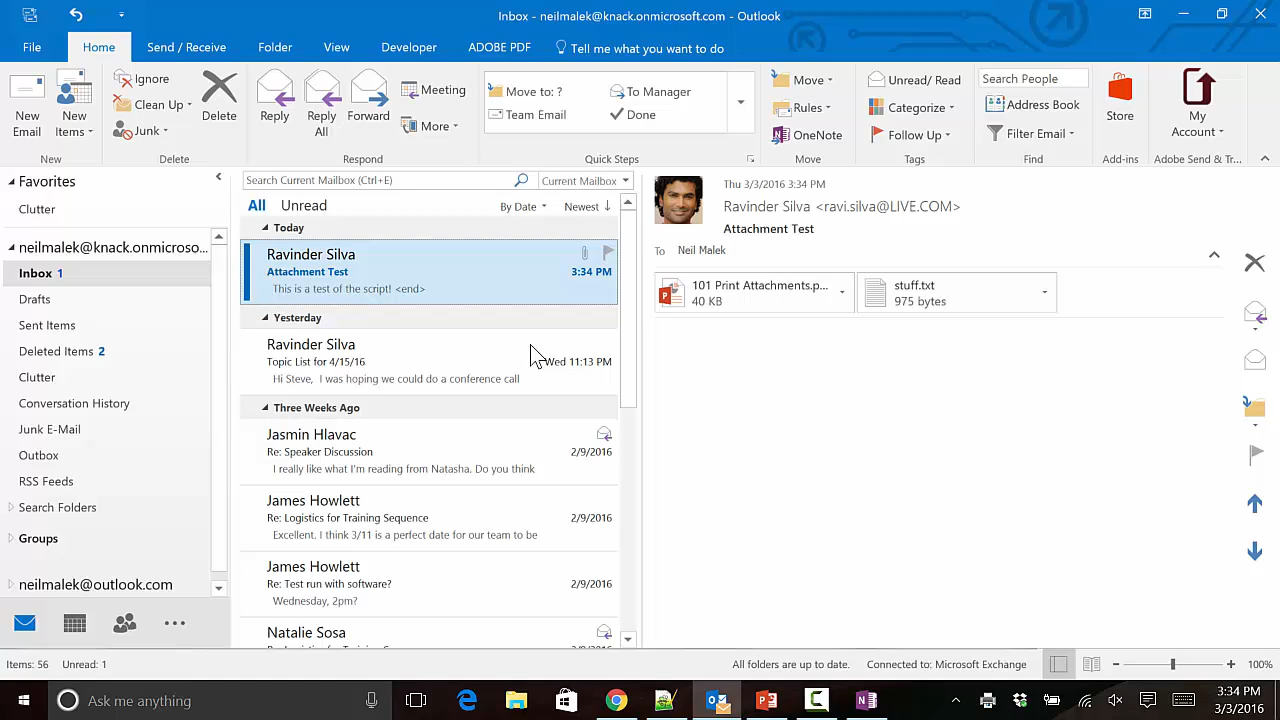 Inbox - neilmalek@knack.onmicrosoft.com - Outlook
File Home Send / Receive Folder View Developer ADOBE PDF Tell me what you want to do
New Email
New Items
New
Ignore
Clean Up
Junk
Delete
Delete
Reply
Reply All
Forward
Meeting
More
Respond
Move to: ?
Team Email
To Manager
Done
Quick Steps
Move
Rules
OneNote
Move
Unread/ Read
Categorize
Follow Up
Tags
Search People
Address Book
Filter Email
Find
Store
Add-ins
My Account
Adobe Send & Tr...
Favorites
Clutter
neilmalek@knack.onmicroso...
Inbox 1
Drafts
Sent Items
Deleted Items 2
Clutter
Conversation History
Junk E-Mail
Outbox
RSS Feeds
Search Folders
Groups
neilmalek@outlook.com
Search Current Mailbox (Ctrl+E) Current Mailbox
All Unread By Date Newest
Today
Ravinder Silva
Attachment Test 3:34 PM
This is a test of the script! <end>
Yesterday
Ravinder Silva
Topic List for 4/15/16 Wed 11:13 PM
Hi Steve, I was hoping we could do a conference call
Three Weeks Ago
Jasmin Hlavac
Re: Speaker Discussion 2/9/2016
I really like what I'm reading from Natasha. Do you think
James Howlett
Re: Logistics for Training Sequence 2/9/2016
Excellent. I think 3/11 is a perfect date for our team to be
James Howlett
Re: Test run with software? 2/9/2016
Wednesday, 2pm?
Natalie Sosa
Thu 3/3/2016 3:34 PM
Ravinder Silva <ravi.silva@LIVE.COM>
Attachment Test
To Neil Malek
101 Print Attachments.p...
40 KB
stuff.txt
975 bytes
Items: 56 Unread: 1 All folders are up to date. Connected to: Microsoft Exchange 100%
Ask me anything
3:34 PM
3/3/2016